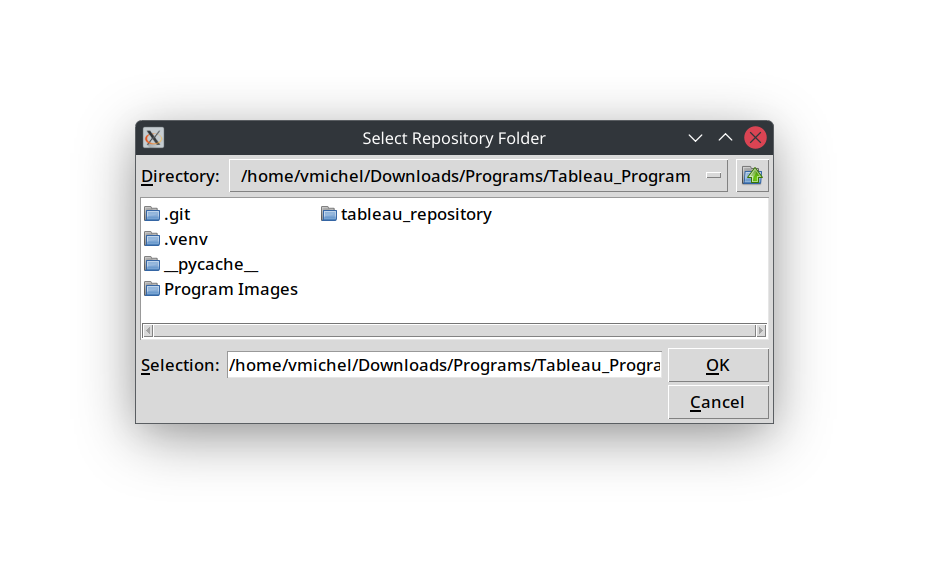 Select Repository Folder
Directory: /home/vmichel/Downloads/Programs/Tableau_Program
.git tableau_repository
.venv
__pycache__
Program Images
Selection: /home/vmichel/Downloads/Programs/Tableau_Progra OK
Cancel